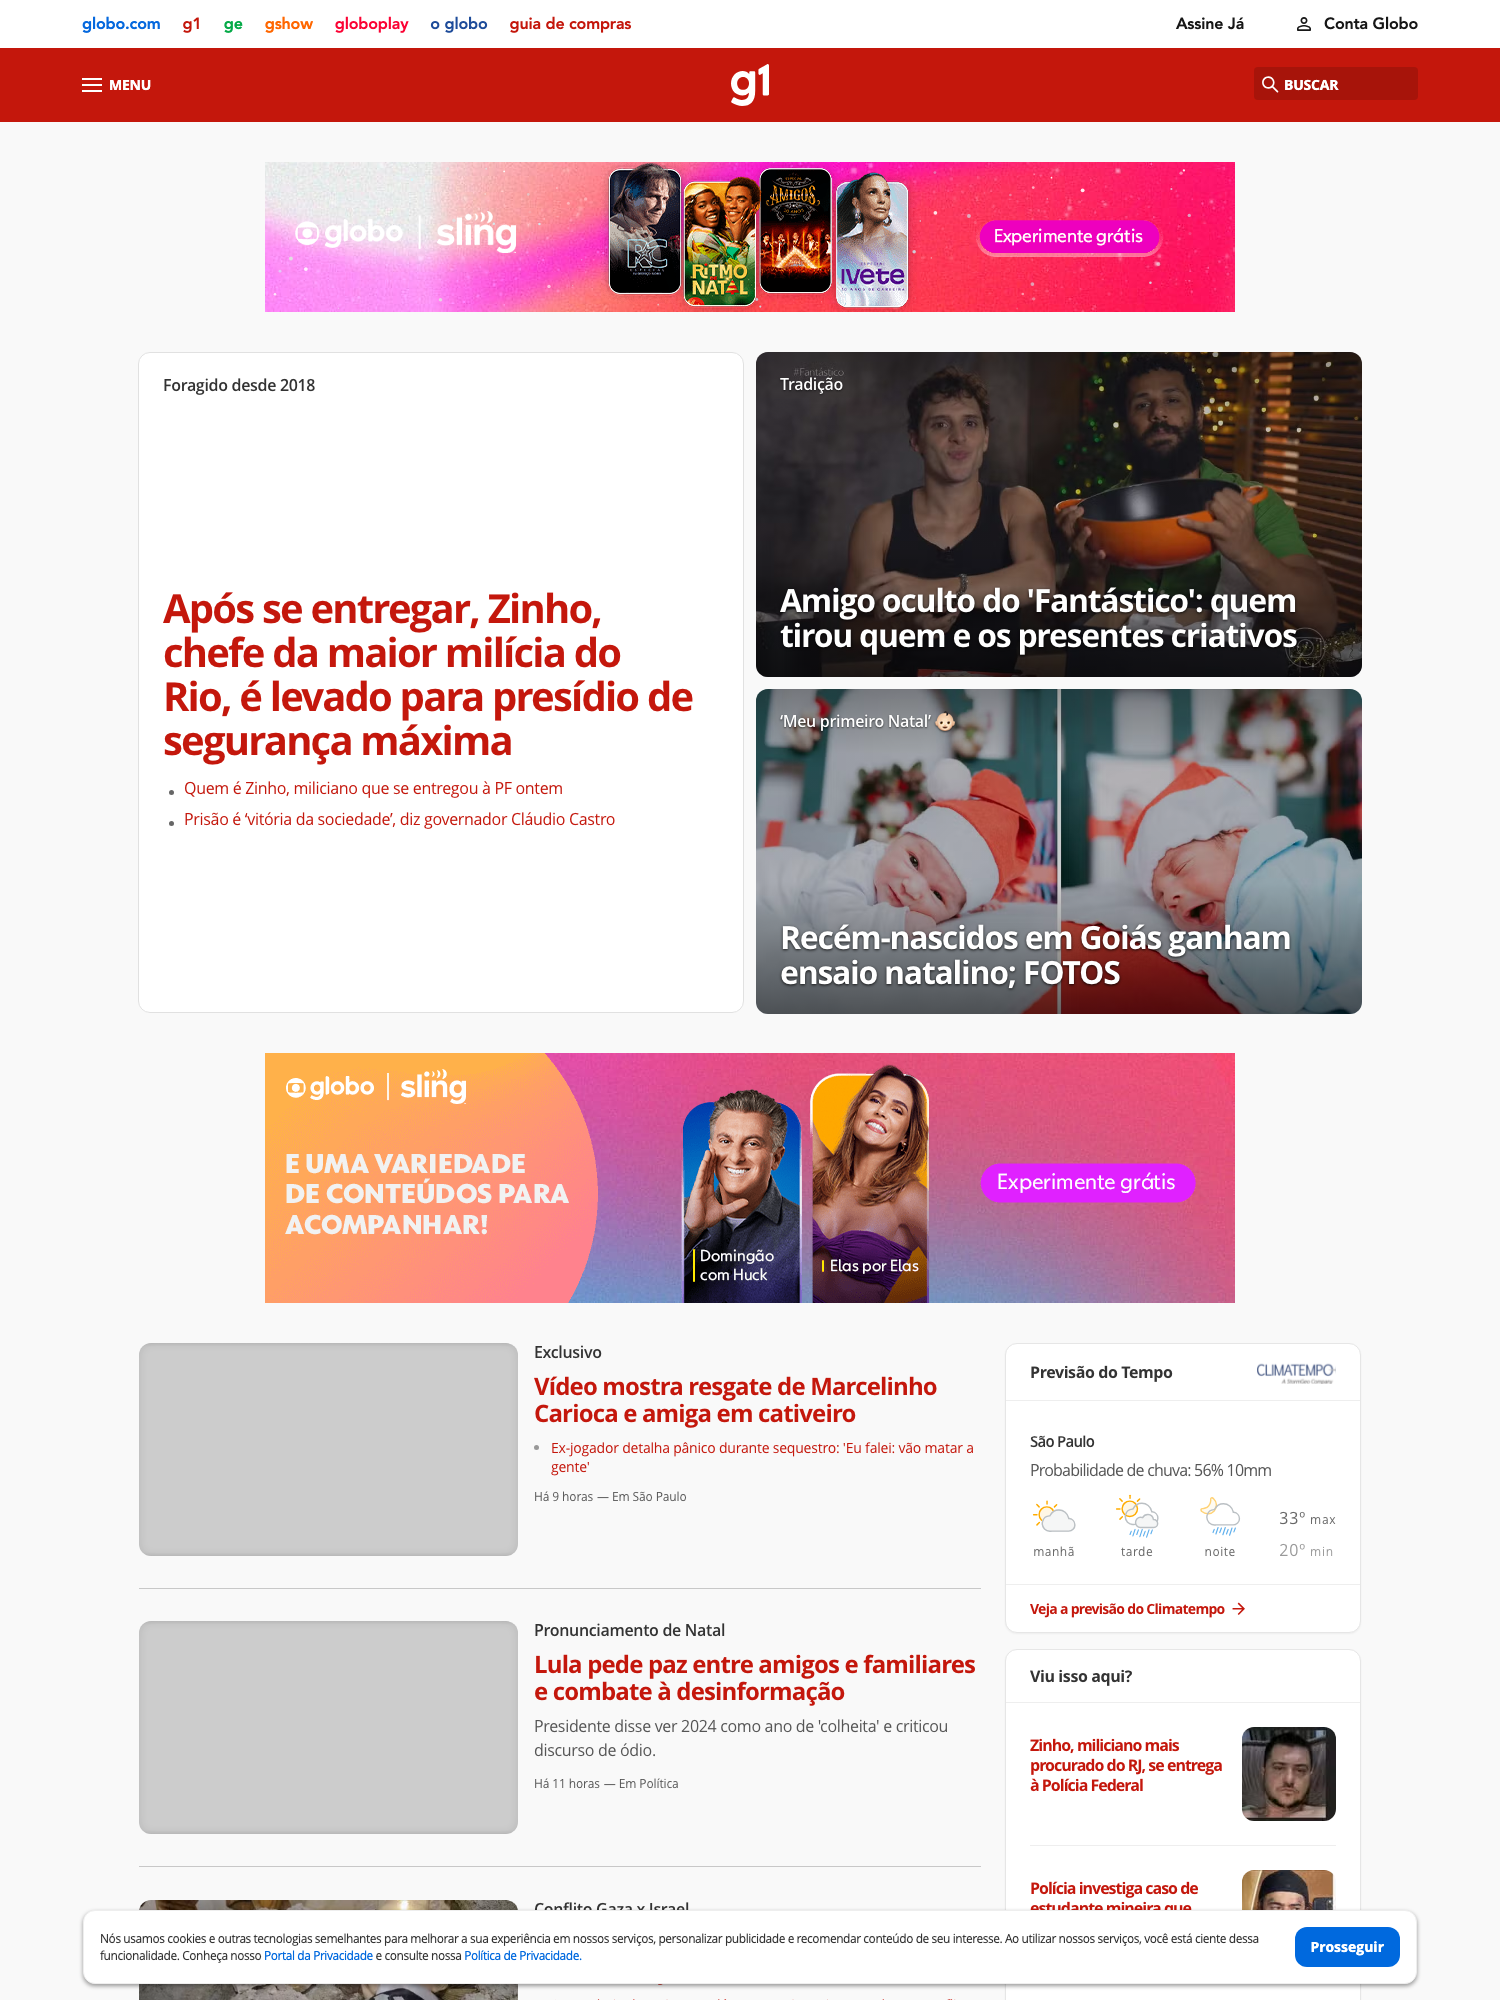 globo.com g1 ge gshow globoplay o globo guia de compras Assine Já Conta Globo
MENU g1 BUSCAR
globo sling
RC
RITMO NATAL
AMIGOS
IVETE
Experimente grátis
Foragido desde 2018
Após se entregar, Zinho,
chefe da maior milícia do
Rio, é levado para presídio de
segurança máxima
Quem é Zinho, miliciano que se entregou à PF ontem
Prisão é ‘vitória da sociedade’, diz governador Cláudio Castro
#Fantástico
Tradição
Amigo oculto do 'Fantástico': quem
tirou quem e os presentes criativos
‘Meu primeiro Natal’
Recém-nascidos em Goiás ganham
ensaio natalino; FOTOS
globo sling
E UMA VARIEDADE
DE CONTEÚDOS PARA
ACOMPANHAR!
Domingão
com Huck
Elas por Elas
Experimente grátis
Exclusivo
Vídeo mostra resgate de Marcelinho
Carioca e amiga em cativeiro
Ex-jogador detalha pânico durante sequestro: 'Eu falei: vão matar a
gente'
Há 9 horas — Em São Paulo
Pronunciamento de Natal
Lula pede paz entre amigos e familiares
e combate à desinformação
Presidente disse ver 2024 como ano de 'colheita' e criticou
discurso de ódio.
Há 11 horas — Em Política
Conflito Gaza x Israel
Previsão do Tempo CLIMATEMPO
São Paulo
Probabilidade de chuva: 56% 10mm
33º max
20º min
manhã tarde noite
Veja a previsão do Climatempo
Viu isso aqui?
Zinho, miliciano mais
procurado do RJ, se entrega
à Polícia Federal
Polícia investiga caso de
estudante mineira que
Nós usamos cookies e outras tecnologias semelhantes para melhorar a sua experiência em nossos serviços, personalizar publicidade e recomendar conteúdo de seu interesse. Ao utilizar nossos serviços, você está ciente dessa
funcionalidade. Conheça nosso Portal da Privacidade e consulte nossa Política de Privacidade.
Prosseguir